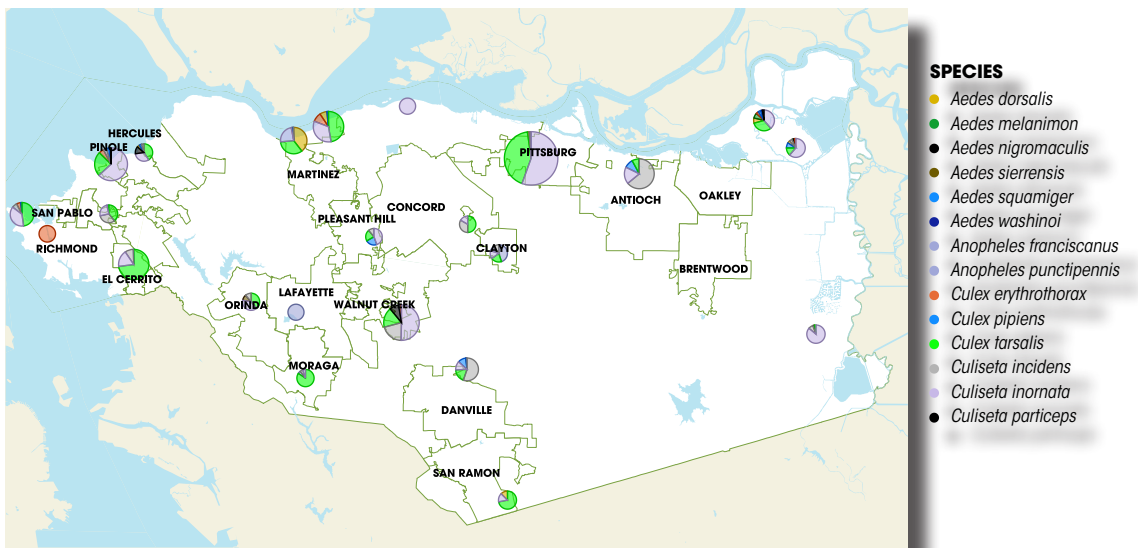 HERCULES
PINOLE
SAN PABLO
RICHMOND
EL CERRITO
MARTINEZ
PLEASANT HILL
CONCORD
CLAYTON
PITTSBURG
ANTIOCH
OAKLEY
BRENTWOOD
ORINDA
LAFAYETTE
WALNUT CREEK
MORAGA
DANVILLE
SAN RAMON
SPECIES
Aedes dorsalis
Aedes melanimon
Aedes nigromaculis
Aedes sierrensis
Aedes squamiger
Aedes washinoi
Anopheles franciscanus
Anopheles punctipennis
Culex erythrothorax
Culex pipiens
Culex tarsalis
Culiseta incidens
Culiseta inornata
Culiseta particeps